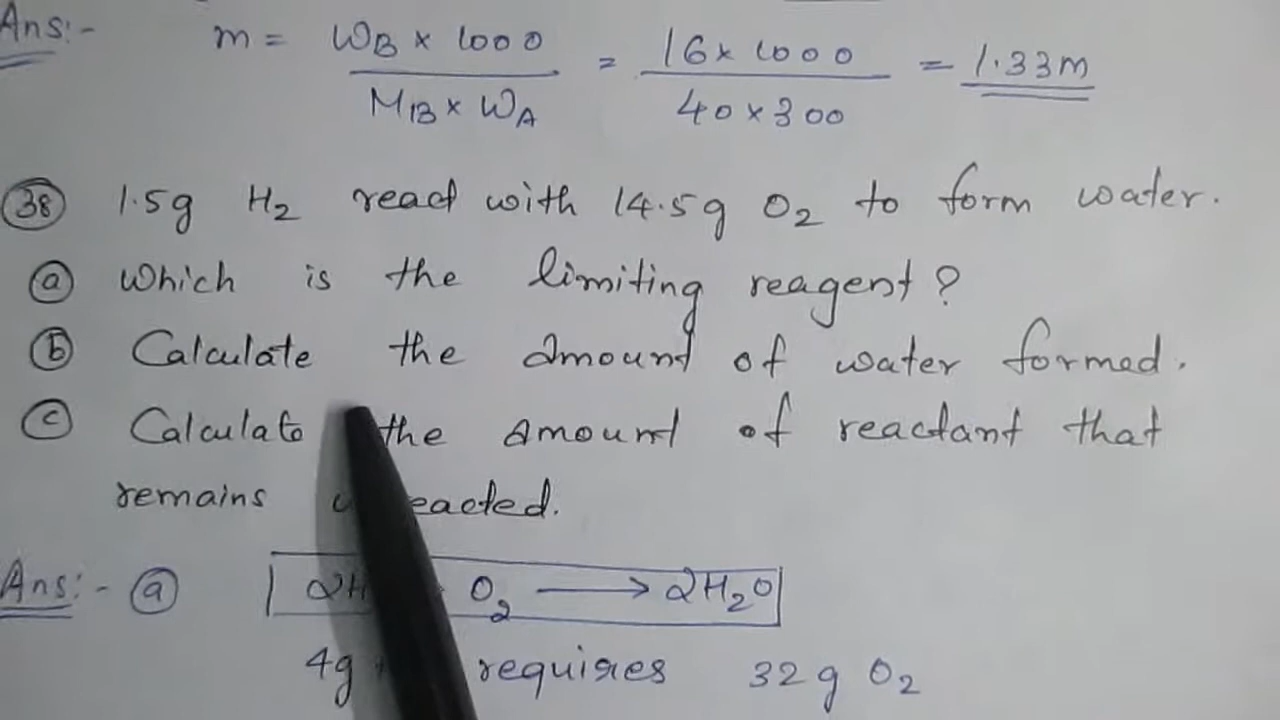 Ans:- m = WB × 1000 / MB × WA = 16 × 1000 / 40 × 300 = 1.33m
38 1.5g H2 react with 14.5g O2 to form water.
a Which is the limiting reagent?
b Calculate the amount of water formed.
c Calculate the amount of reactant that
remains
Ans:- a O2 → 2H2O
4g requires 32 g O2